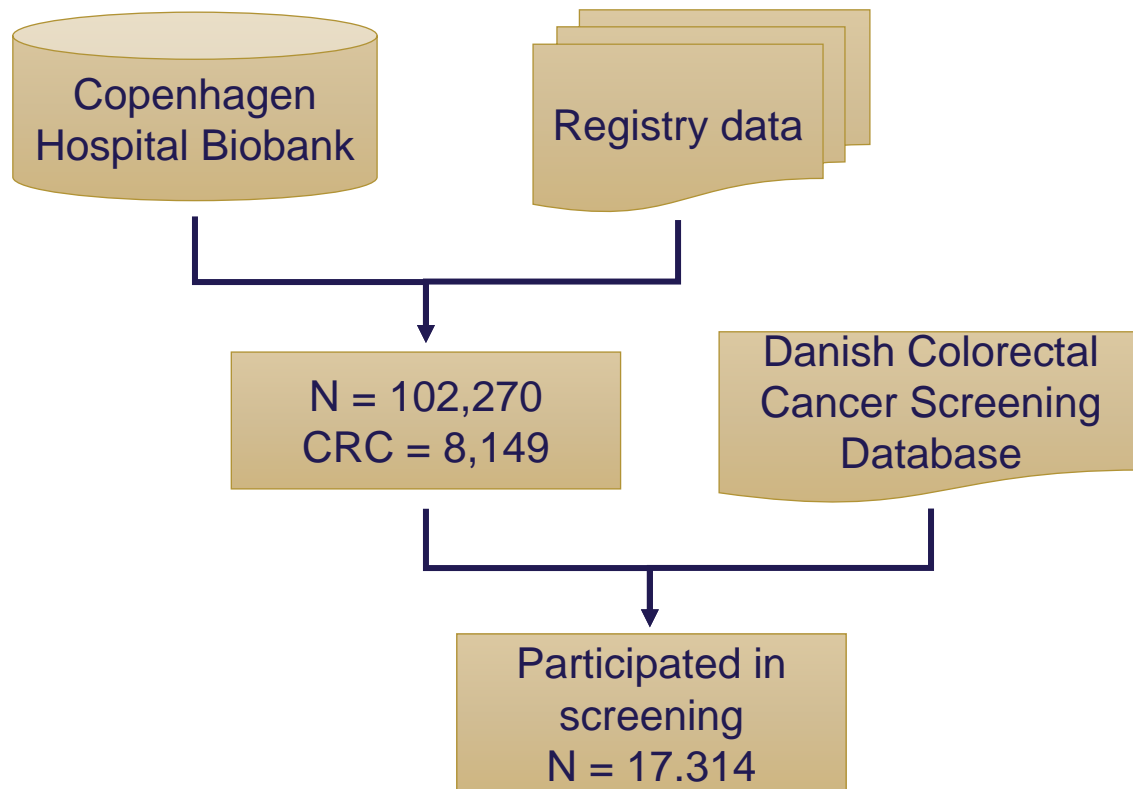 Copenhagen
Hospital Biobank
Registry data
N = 102,270
CRC = 8,149
Danish Colorectal
Cancer Screening
Database
Participated in
screening
N = 17.314